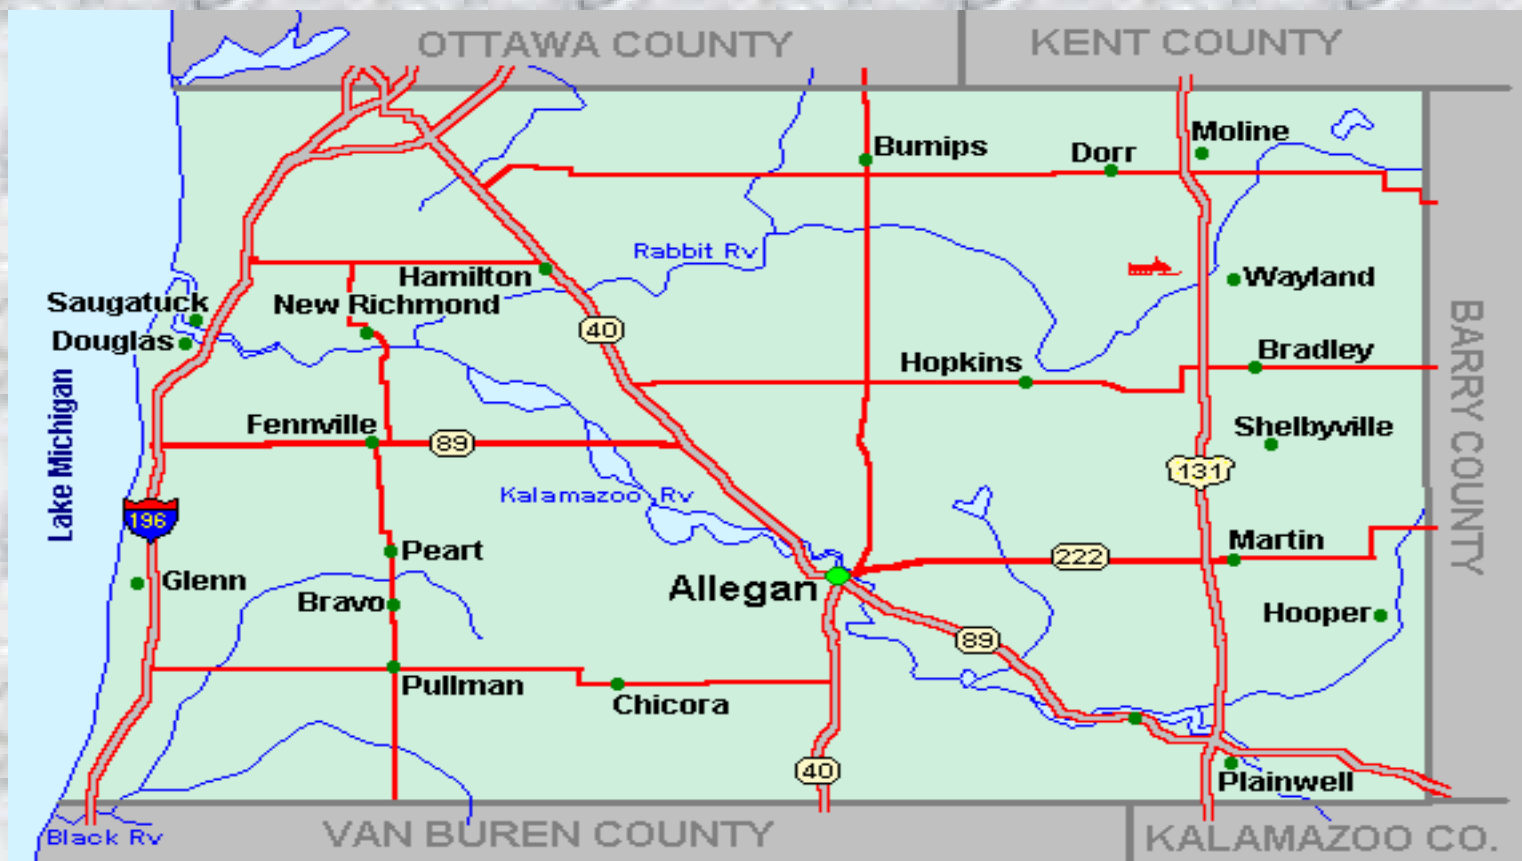 OTTAWA COUNTY
KENT COUNTY
Moline
Bumips
Dorr
Rabbit Rv
Hamilton
Wayland
Saugatuck
New Richmond
40
Douglas
Hopkins
Bradley
BARRY COUNTY
Lake Michigan
Fennville
89
Shelbyville
131
Kalamazoo Rv
196
Peart
222
Martin
Glenn
Allegan
Bravo
Hooper
89
Pullman
Chicora
40
Plainwell
Black Rv
VAN BUREN COUNTY
KALAMAZOO CO.